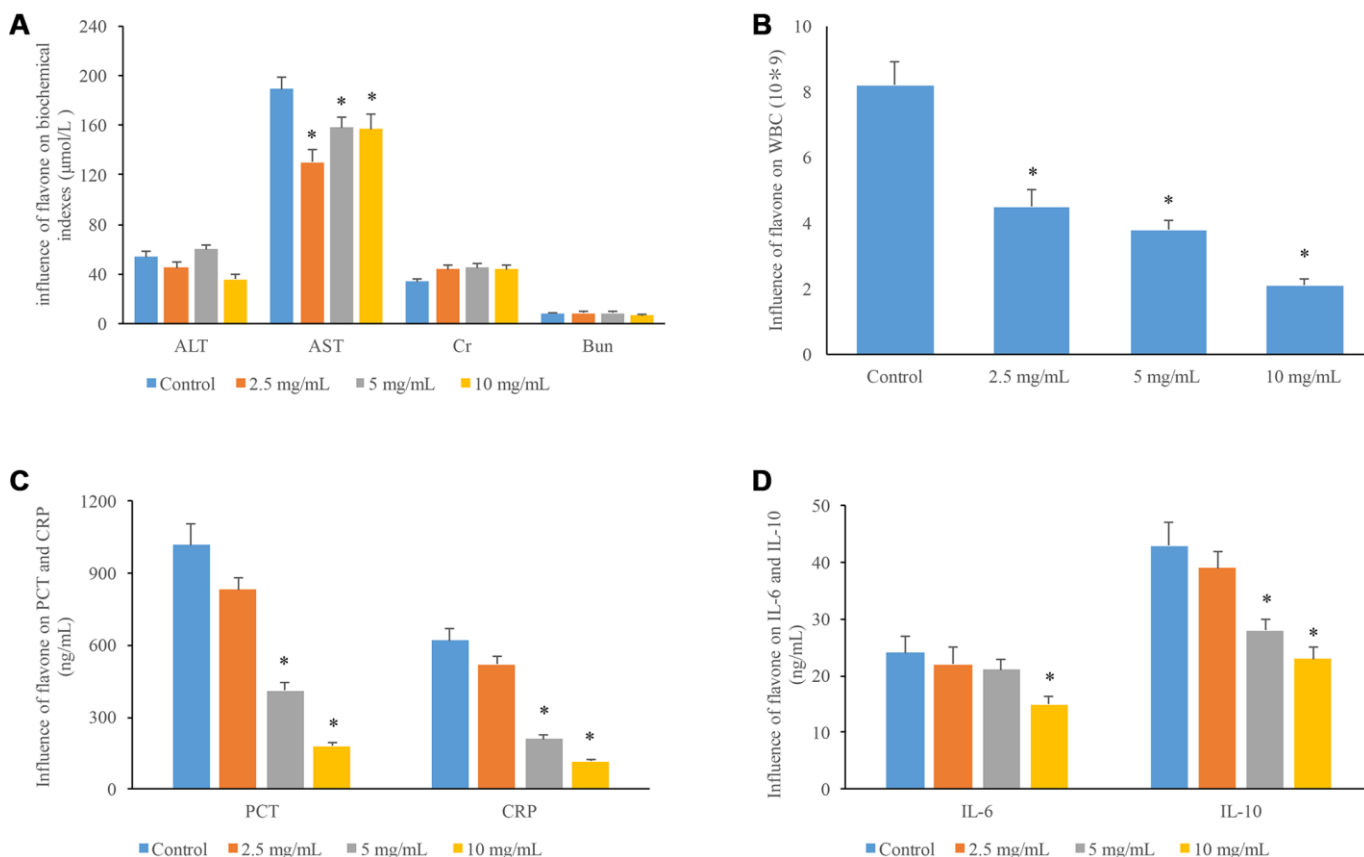 A
influence of flavone on biochemical
indexes (μmol/L )
240
200
160
120
80
40
0
*
*
*
ALT
AST
Cr
Bun
Control
2.5 mg/mL
5 mg/mL
10 mg/mL
B
Influence of flavone on WBC (10*9)
10
8
6
4
2
0
*
*
*
Control
2.5 mg/mL
5 mg/mL
10 mg/mL
C
Influence of flavone on PCT and CRP
(ng/mL)
1200
900
600
300
0
*
*
*
*
PCT
CRP
Control
2.5 mg/mL
5 mg/mL
10 mg/mL
D
Influence of flavone on IL-6 and IL-10
(ng/mL)
50
40
30
20
10
0
*
*
*
IL-6
IL-10
Control
2.5 mg/mL
5 mg/mL
10 mg/mL